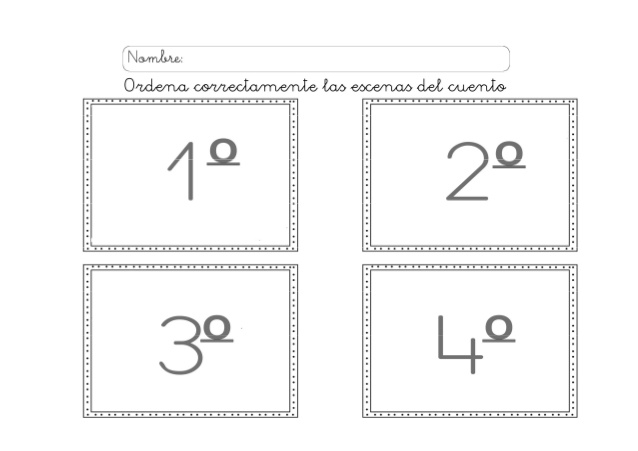 Nombre:
Ordena correctamente las escenas del cuento
1º
2º
3º
4º